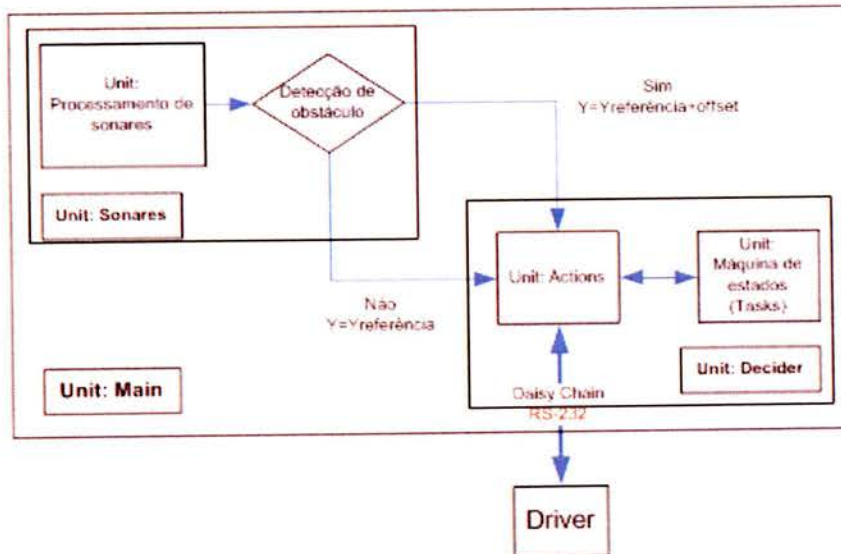 Unit:
Processamento de
sonares
Detecção de
obstáculo
Sim
Y=Yreferência+offset
Unit: Sonares
Não
Y=Yreferência
Unit: Actions
Unit:
Máquina de
estados
(Tasks)
Unit: Decider
Unit: Main
Daisy Chain
RS-232
Driver